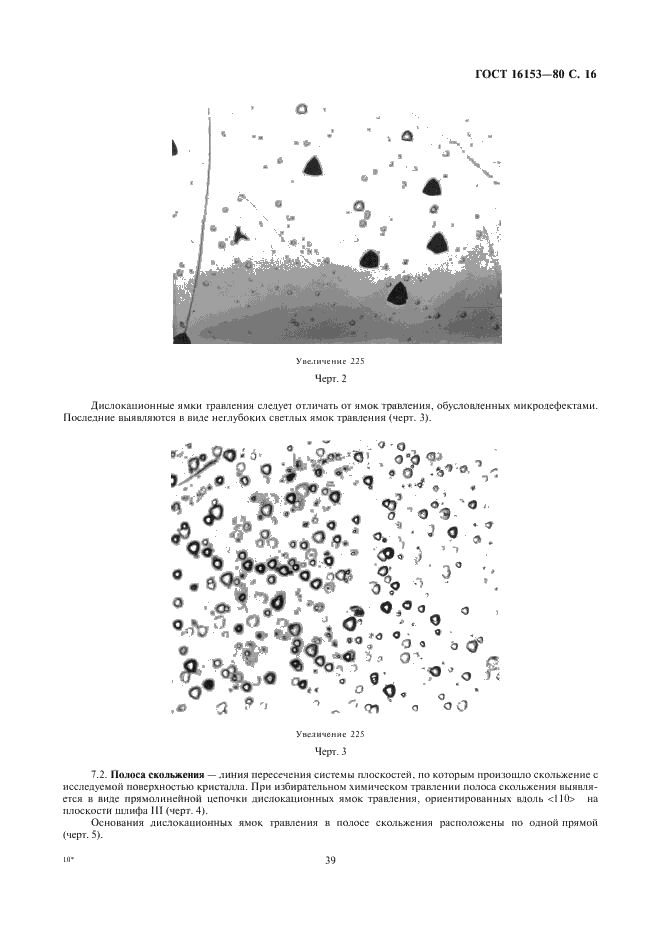 ГОСТ 16153—80 С. 16
Увеличение 225
Черт. 2
Дислокационные ямки травления следует отличать от ямок травления, обусловленных микродефектами.
Последние выявляются в виде неглубоких светлых ямок травления (черт. 3).
Увеличение 225
Черт. 3
7.2. Полоса скольжения — линия пересечения системы плоскостей, по которым произошло скольжение с
исследуемой поверхностью кристалла. При избирательном химическом травлении полоса скольжения выявля-
ется в виде прямолинейной цепочки дислокационных ямок травления, ориентированных вдоль <110> на
плоскости шлифа III (черт. 4).
Основания дислокационных ямок травления в полосе скольжения расположены по одной прямой
(черт. 5).
10*
39